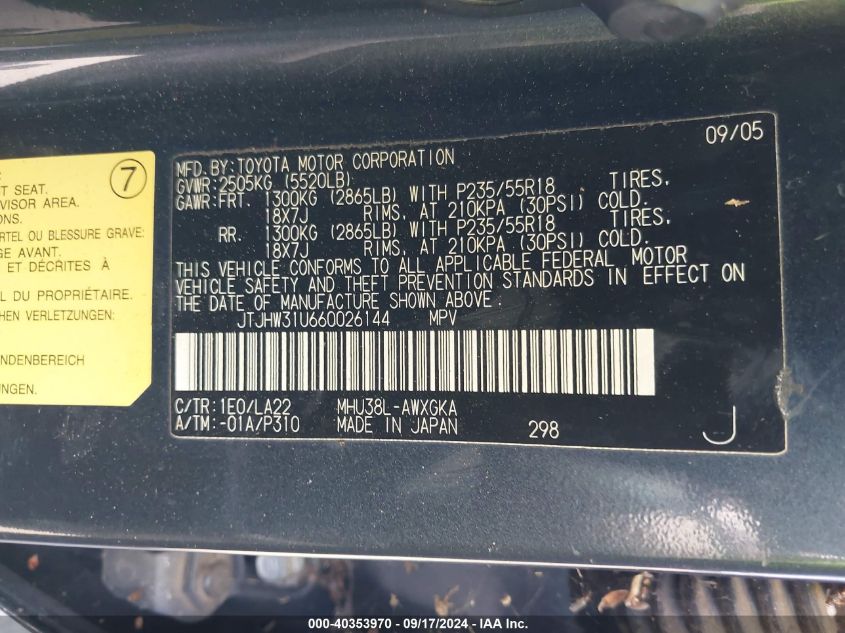 7
T SEAT.
VISOR AREA.
ONS.
RTEL OU BLESSURE GRAVE:
GE AVANT.
ET DÉCRITES À
L DU PROPRIÉTAIRE.
NDENBEREICH
UNGEN.
09/05
MFD. BY: TOYOTA MOTOR CORPORATION
GVWR: 2505KG (5520LB)
GAWR: FRT. 1300KG (2865LB) WITH P235/55R18 TIRES,
18X7J RIMS, AT 210KPA (30PSI) COLD.
RR. 1300KG (2865LB) WITH P235/55R18 TIRES,
18X7J RIMS, AT 210KPA (30PSI) COLD.
THIS VEHICLE CONFORMS TO ALL APPLICABLE FEDERAL MOTOR
VEHICLE SAFETY AND THEFT PREVENTION STANDARDS IN EFFECT ON
THE DATE OF MANUFACTURE SHOWN ABOVE.
JTJHW31U660026144 MPV
C/TR: 1E0/LA22 MHU38L-AWXGKA
A/TM: -01A/P310 MADE IN JAPAN 298 J
000-40353970 - 09/17/2024 - IAA Inc.